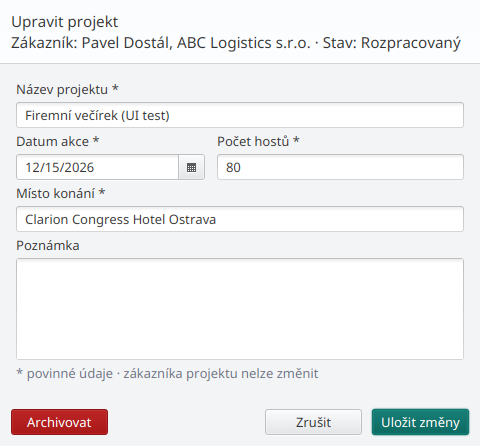 Upravit projekt
Zákazník: Pavel Dostál, ABC Logistics s.r.o. · Stav: Rozpracovaný
Název projektu *
Firemní večírek (UI test)
Datum akce * Počet hostů *
12/15/2026 80
Místo konání *
Clarion Congress Hotel Ostrava
Poznámka
* povinné údaje · zákazníka projektu nelze změnit
Archivovat Zrušit Uložit změny